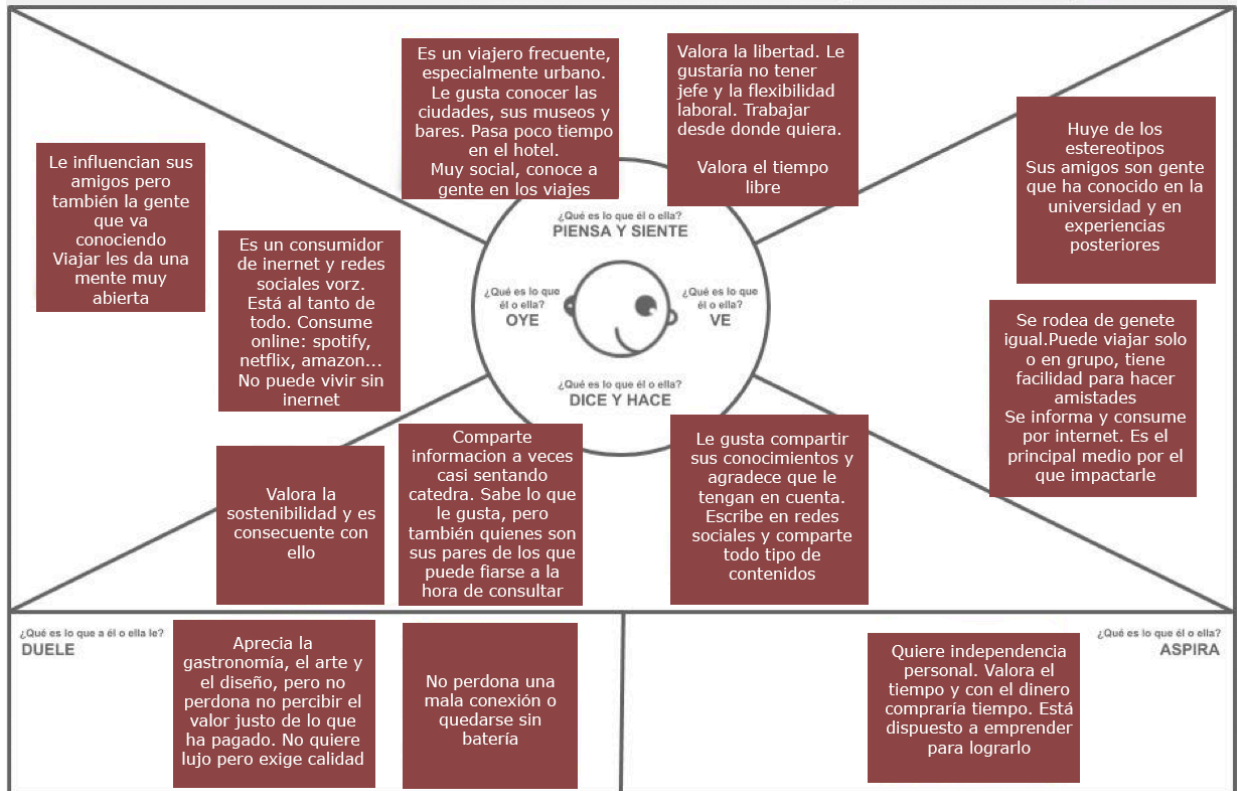 Es un viajero frecuente,
especialmente urbano.
Le gusta conocer las
ciudades, sus museos y
bares. Pasa poco tiempo
en el hotel.
Muy social, conoce a
gente en los viajes
Valora la libertad. Le
gustaría no tener
jefe y la flexibilidad
laboral. Trabajar
desde donde quiera.
Valora el tiempo
libre
¿Qué es lo que él o ella?
PIENSA Y SIENTE
Le influencian sus
amigos pero
también la gente
que va
conociendo
Viajar les da una
mente muy
abierta
Es un consumidor
de inernet y redes
sociales vorz.
Está al tanto de
todo. Consume
online: spotify,
netflix, amazon...
No puede vivir sin
inernet
¿Qué es lo que
él o ella?
OYE
¿Qué es lo que
él o ella?
VE
Huye de los
estereotipos
Sus amigos son gente
que ha conocido en la
universidad y en
experiencias
posteriores
Se rodea de genete
igual.Puede viajar solo
o en grupo, tiene
facilidad para hacer
amistades
Se informa y consume
por internet. Es el
principal medio por el
que impactarle
¿Qué es lo que él o ella?
DICE Y HACE
Valora la
sostenibilidad y es
consecuente con
ello
Comparte
informacion a veces
casi sentando
catedra. Sabe lo que
le gusta, pero
también quienes son
sus pares de los que
puede fiarse a la
hora de consultar
Le gusta compartir
sus conocimientos y
agradece que le
tengan en cuenta.
Escribe en redes
sociales y comparte
todo tipo de
contenidos
¿Qué es lo que a él o ella le?
DUELE
Aprecia la
gastronomía, el arte y
el diseño, pero no
perdona no percibir el
valor justo de lo que
ha pagado. No quiere
lujo pero exige calidad
No perdona una
mala conexión o
quedarse sin
batería
¿Qué es lo que él o ella?
ASPIRA
Quiere independencia
personal. Valora el
tiempo y con el dinero
compraría tiempo. Está
dispuesto a emprender
para lograrlo